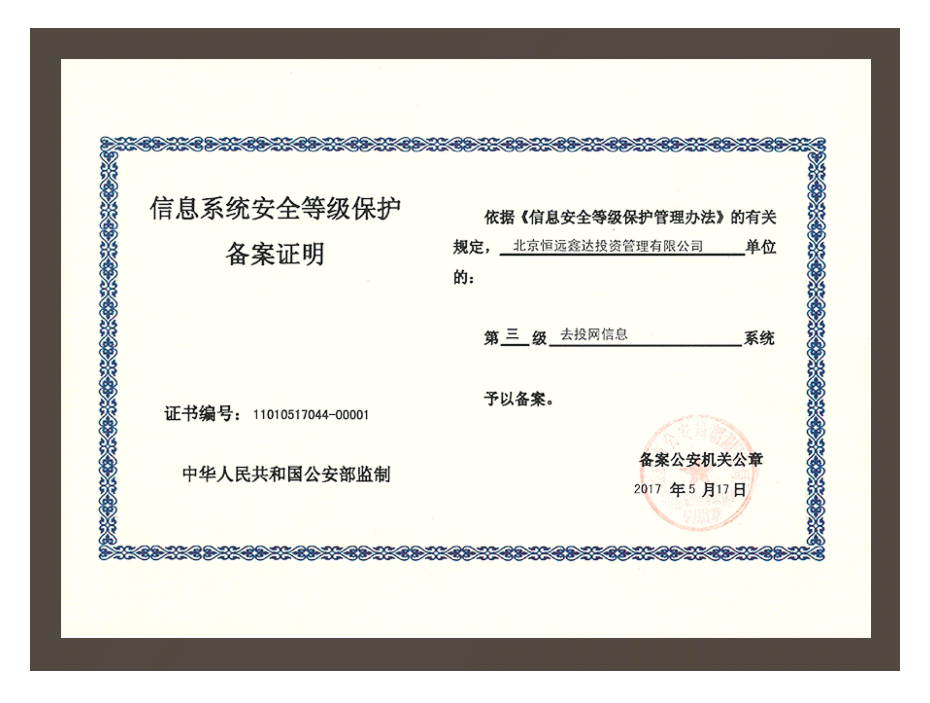 信息系统安全等级保护
备案证明
证书编号：11010517044-00001
中华人民共和国公安部监制
依据《信息安全等级保护管理办法》的有关
规定，北京恒远鑫达投资管理有限公司单位
的：
第三级去投网信息系统
予以备案。
备案公安机关公章
2017 年5 月17日